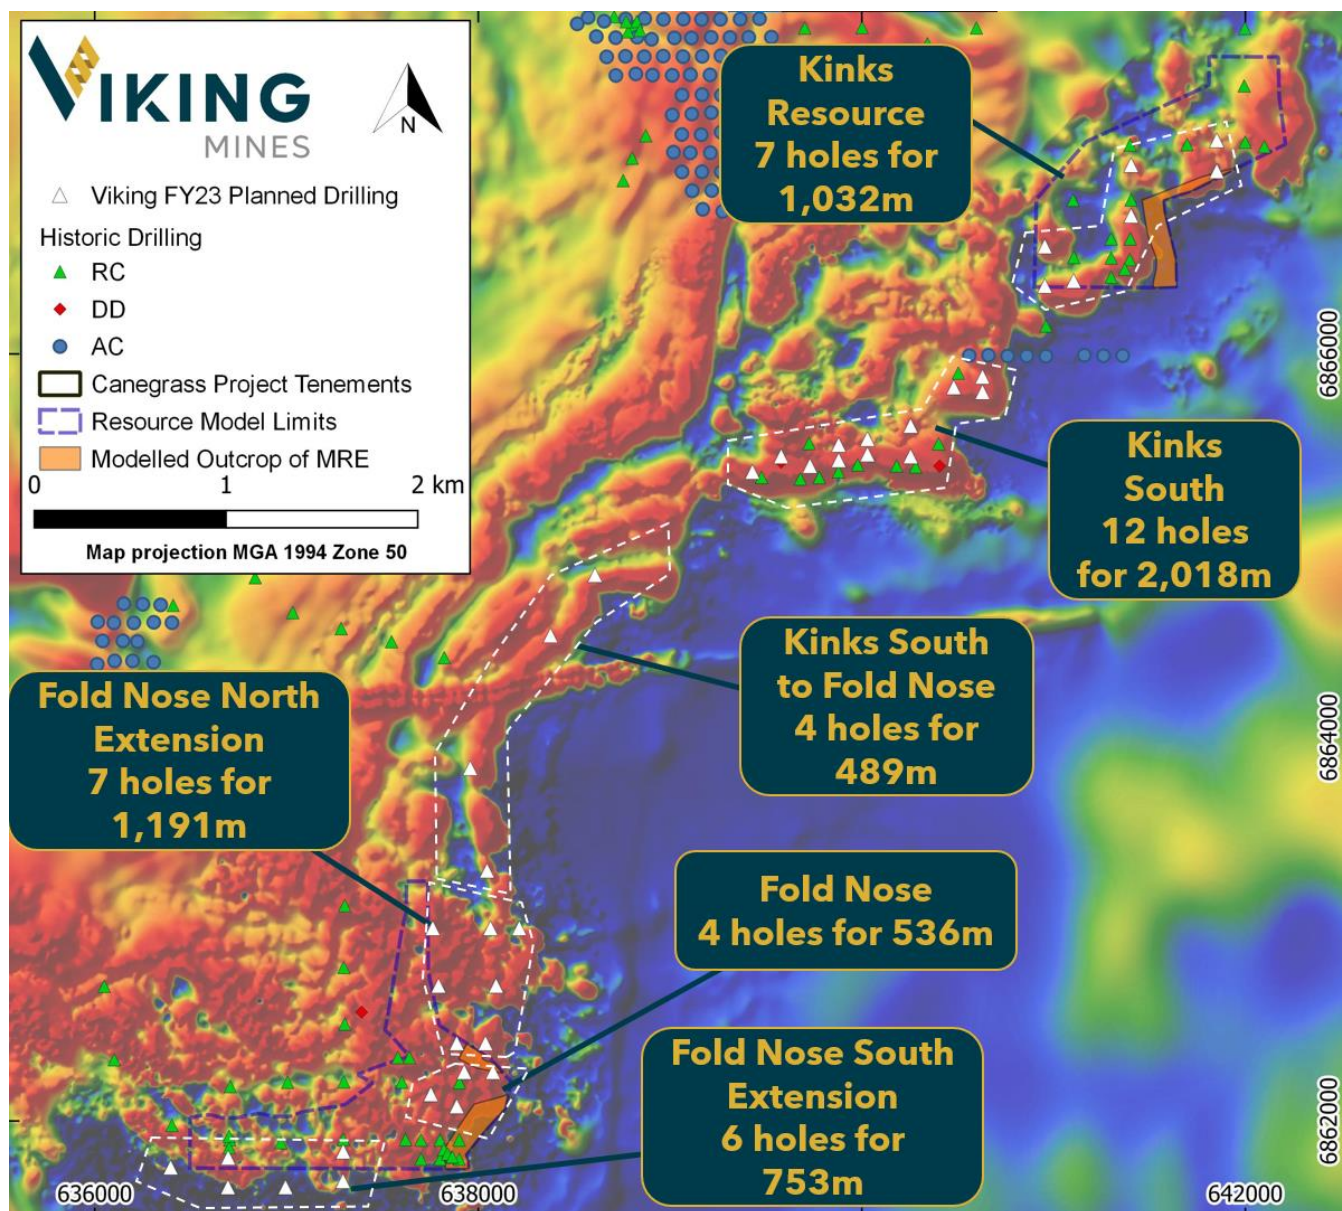 VIKING
MINES
N
Viking FY23 Planned Drilling
Historic Drilling
RC
DD
AC
Canegrass Project Tenements
Resource Model Limits
Modelled Outcrop of MRE
0 1 2 km
Map projection MGA 1994 Zone 50
Kinks
Resource
7 holes for
1,032m
6866000
Kinks
South
12 holes
for 2,018m
Kinks South
to Fold Nose
4 holes for
489m
Fold Nose North
Extension
7 holes for
1,191m
6864000
Fold Nose
4 holes for 536m
Fold Nose South
Extension
6 holes for
753m
6862000
636000
638000
642000